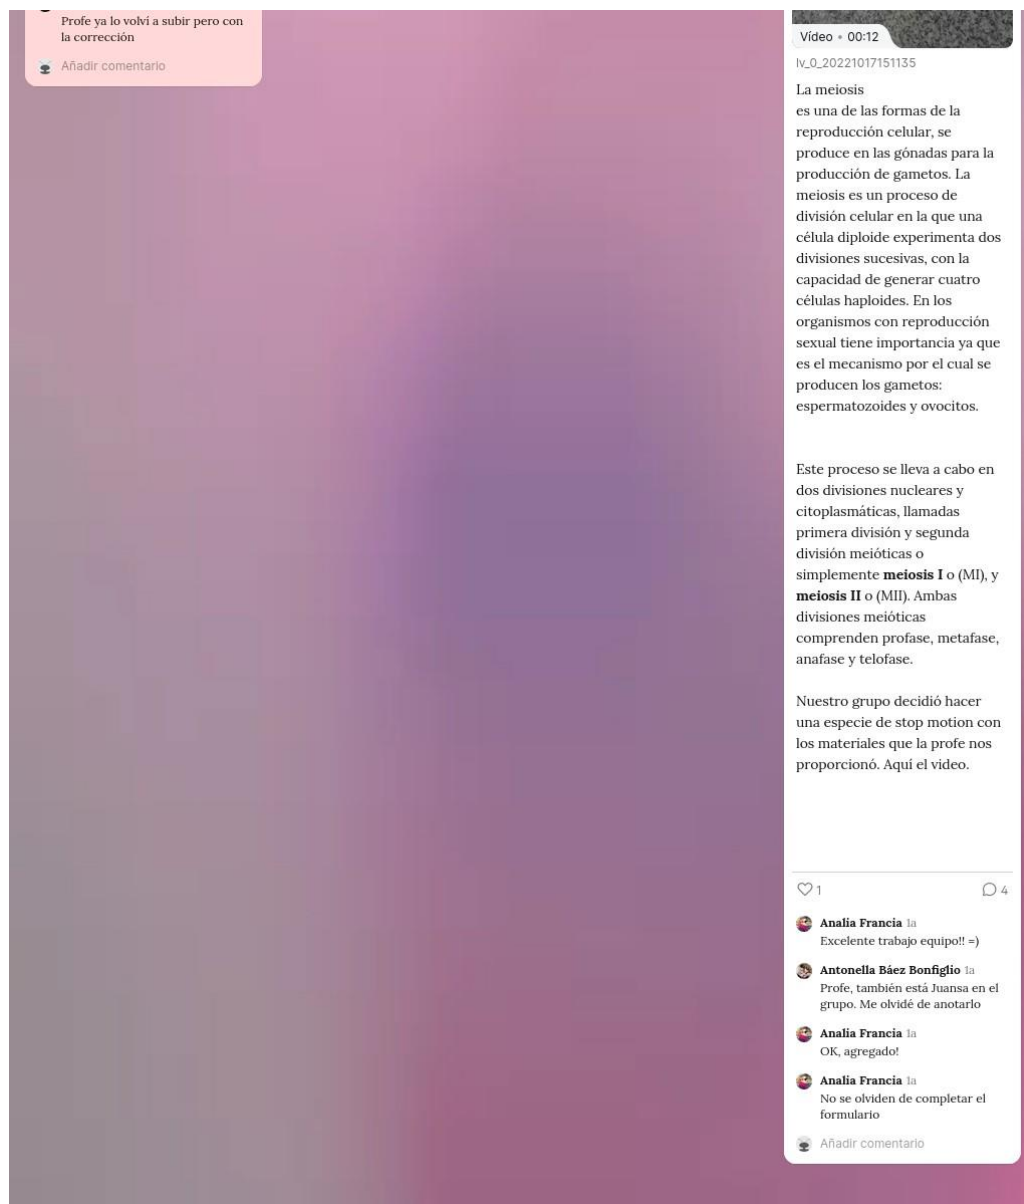 Profe ya lo volví a subir pero con
la corrección
Añadir comentario
Vídeo • 00:12
lv_0_20221017151135
La meiosis
es una de las formas de la
reproducción celular, se
produce en las gónadas para la
producción de gametos. La
meiosis es un proceso de
división celular en la que una
célula diploide experimenta dos
divisiones sucesivas, con la
capacidad de generar cuatro
células haploides. En los
organismos con reproducción
sexual tiene importancia ya que
es el mecanismo por el cual se
producen los gametos:
espermatozoides y ovocitos.
Este proceso se lleva a cabo en
dos divisiones nucleares y
citoplasmáticas, llamadas
primera división y segunda
división meióticas o
simplemente meiosis I o (MI), y
meiosis II o (MII). Ambas
divisiones meióticas
comprenden profase, metafase,
anafase y telofase.
Nuestro grupo decidió hacer
una especie de stop motion con
los materiales que la profe nos
proporcionó. Aquí el video.
1
4
Analía Francia 1a
Excelente trabajo equipo!! =)
Antonella Báez Bonfiglio 1a
Profe, también está Juansa en el
grupo. Me olvidé de anotarlo
Analía Francia 1a
OK, agregado!
Analía Francia 1a
No se olviden de completar el
formulario
Añadir comentario